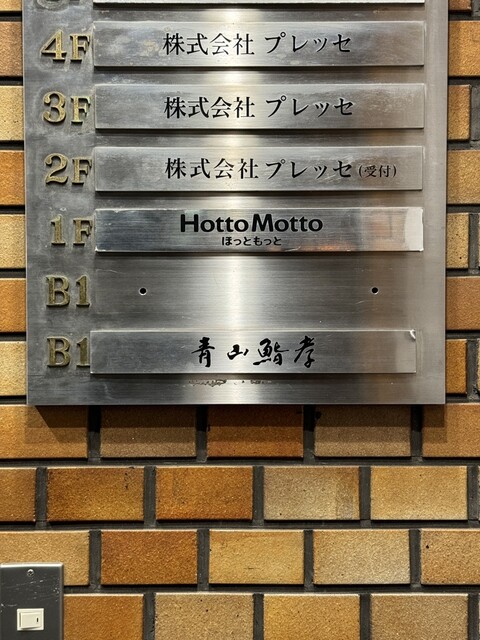 4F 株式会社 プレッセ
3F 株式会社 プレッセ
2F 株式会社 プレッセ(受付)
1F HottoMotto
ほっともっと
B1
B1 青山鮨孝